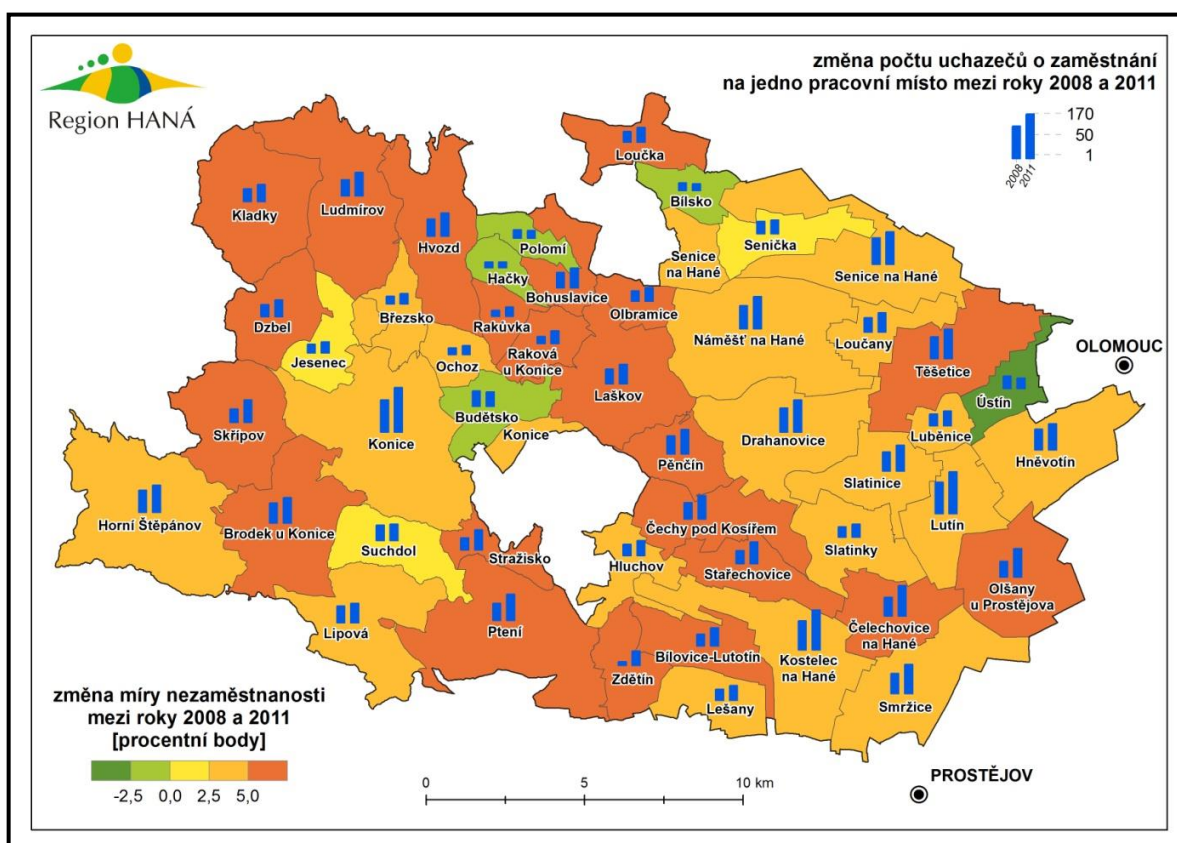 Region HANÁ
změna počtu uchazečů o zaměstnání
na jedno pracovní místo mezi roky 2008 a 2011
170
50
1
2008
2011
Loučka
Bílsko
Kladky
Ludmírov
Hvozd
Polomí
Senice
na Hané
Senička
Senice na Hané
Hačky
Bohuslavice
Olbramice
Dzbel
Březsko
Rakůvka
Náměšť na Hané
Loučany
Jesenec
Ochoz
Raková
u Konice
Těšetice
OLOMOUC
Laškov
Ústín
Budětsko
Skřípov
Konice
Konice
Drahanovice
Luběnice
Pěnčín
Hněvotín
Slatinice
Horní Štěpánov
Brodek u Konice
Čechy pod Kosířem
Lutín
Suchdol
Stražisko
Hluchov
Slatinky
Stařechovice
Olšany
u Prostějova
Lipová
Ptení
Čelechovice
na Hané
Bílovice-Lutotín
Kostelec
na Hané
Zdětín
Lešany
Smržice
změna míry nezaměstnanosti
mezi roky 2008 a 2011
[procentní body]
-2,5 0,0 2,5 5,0
0 5 10 km
PROSTĚJOV